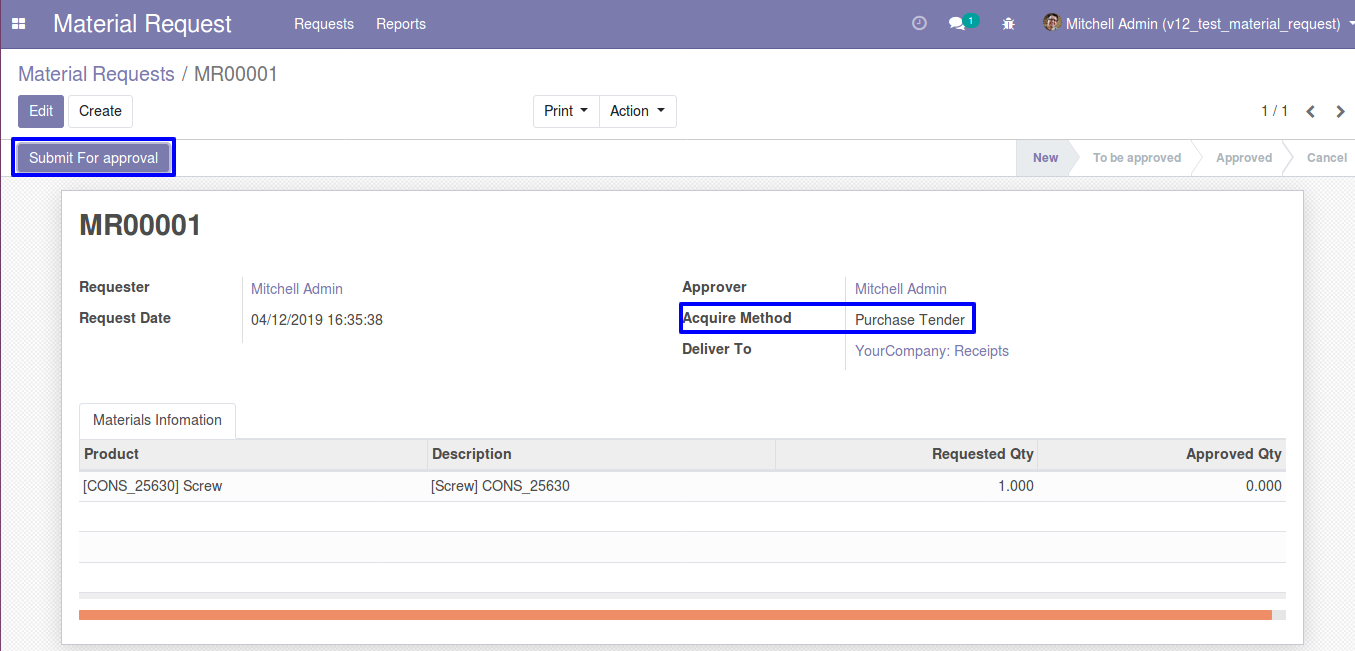 Material Request Requests Reports 1 Mitchell Admin (v12_test_material_request)
Material Requests / MR00001
Edit Create Print Action 1 / 1
Submit For approval New To be approved Approved Cancel
MR00001
Requester Mitchell Admin Approver Mitchell Admin
Request Date 04/12/2019 16:35:38 Acquire Method Purchase Tender
Deliver To YourCompany: Receipts
Materials Infomation
Product Description Requested Qty Approved Qty
[CONS_25630] Screw [Screw] CONS_25630 1.000 0.000